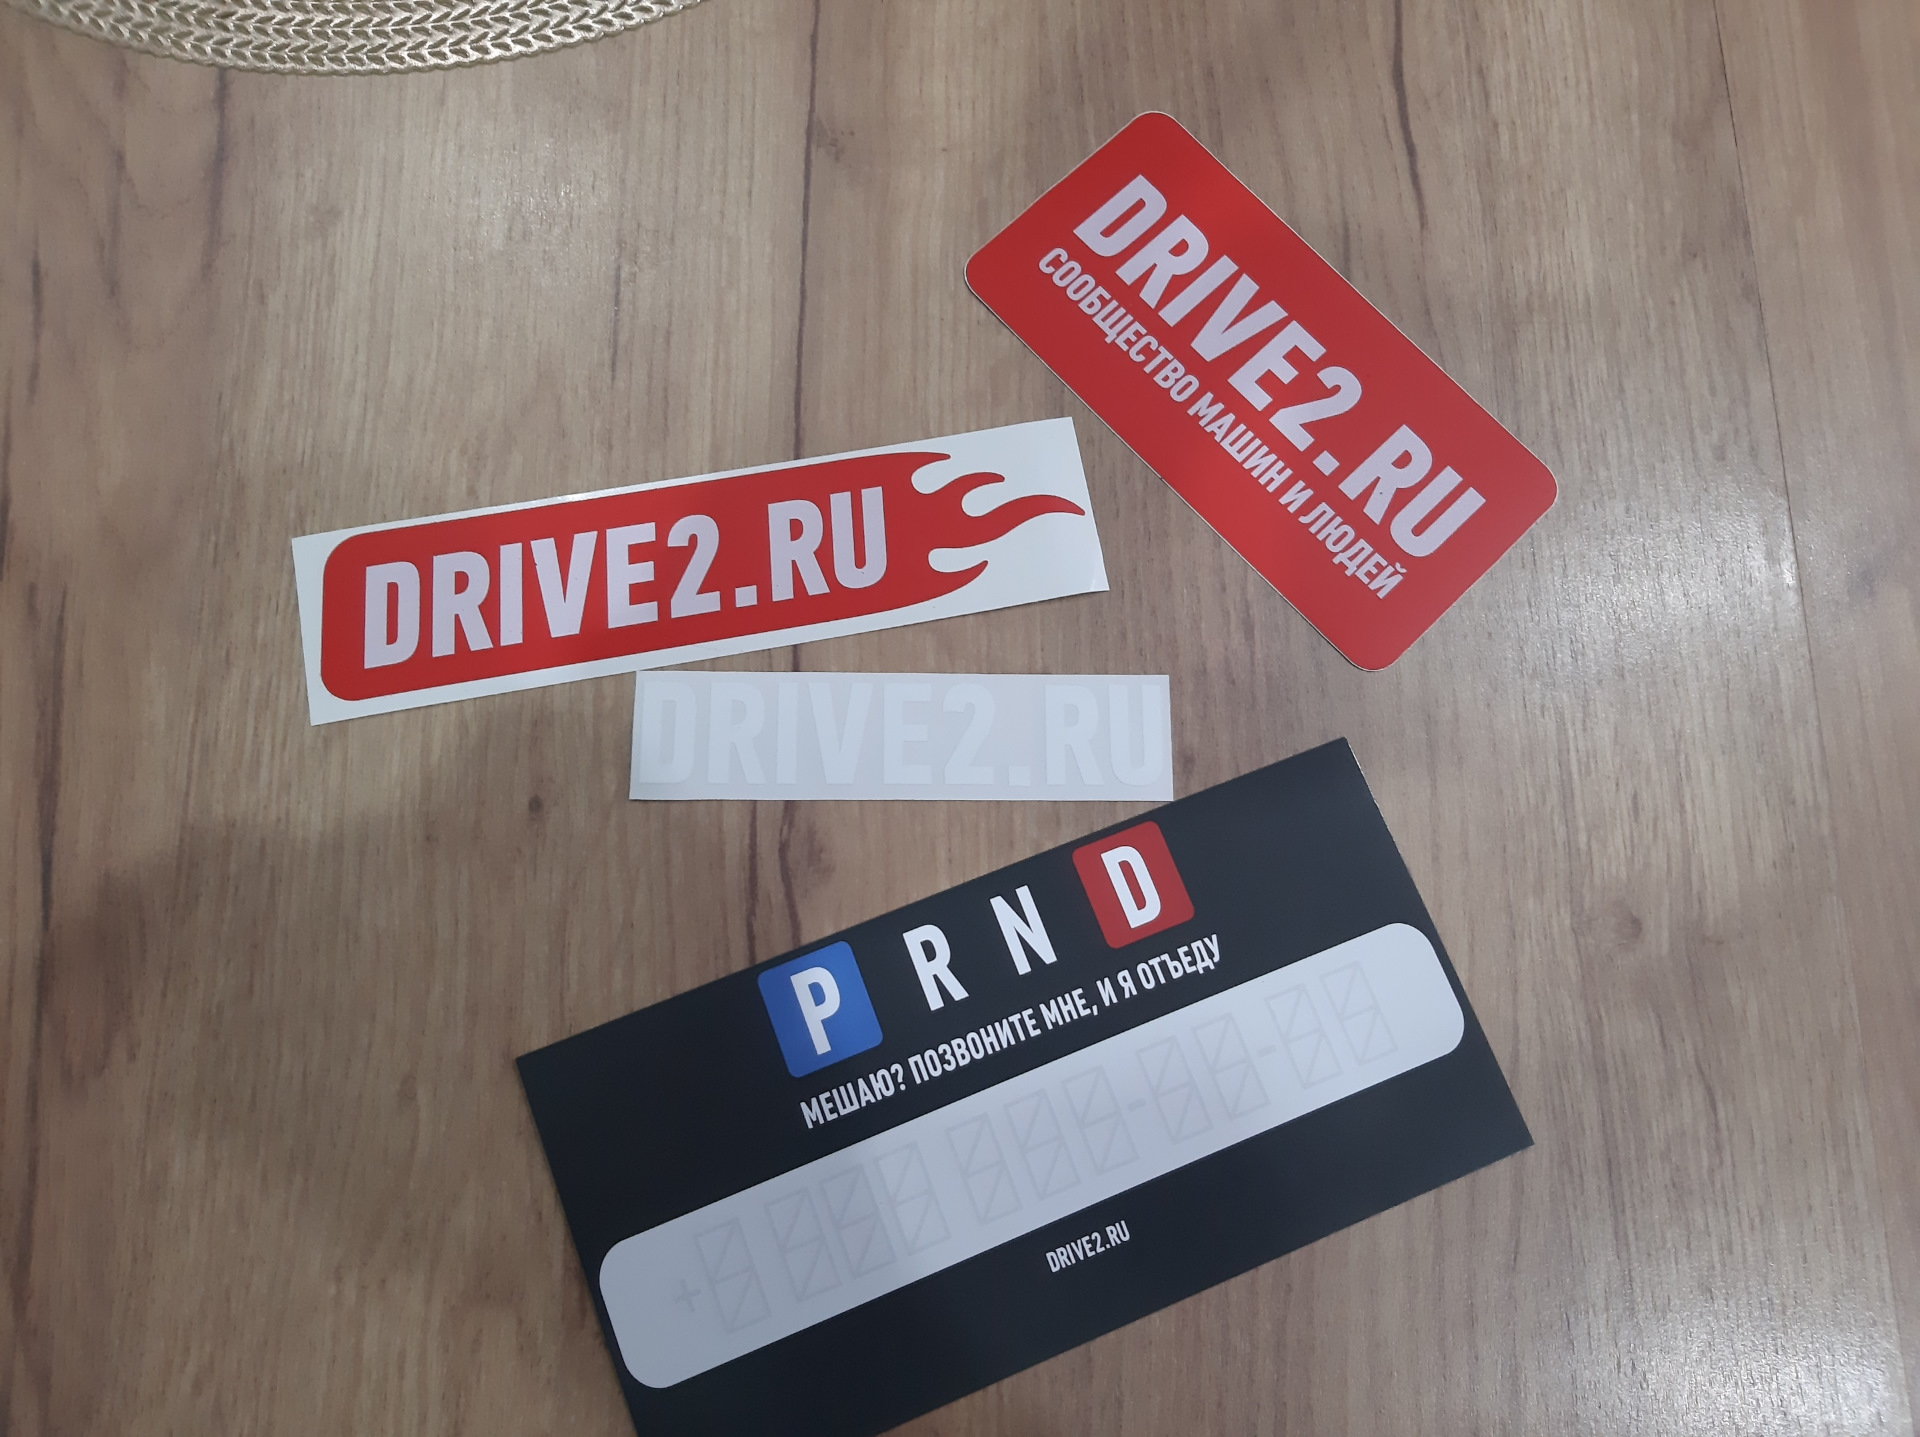 DRIVE2.RU
СООБЩЕСТВО МАШИН И ЛЮДЕЙ
DRIVE2.RU
DRIVE2.RU
P R N D
МЕШАЮ? ПОЗВОНИТЕ МНЕ, И Я ОТЪЕДУ
DRIVE2.RU